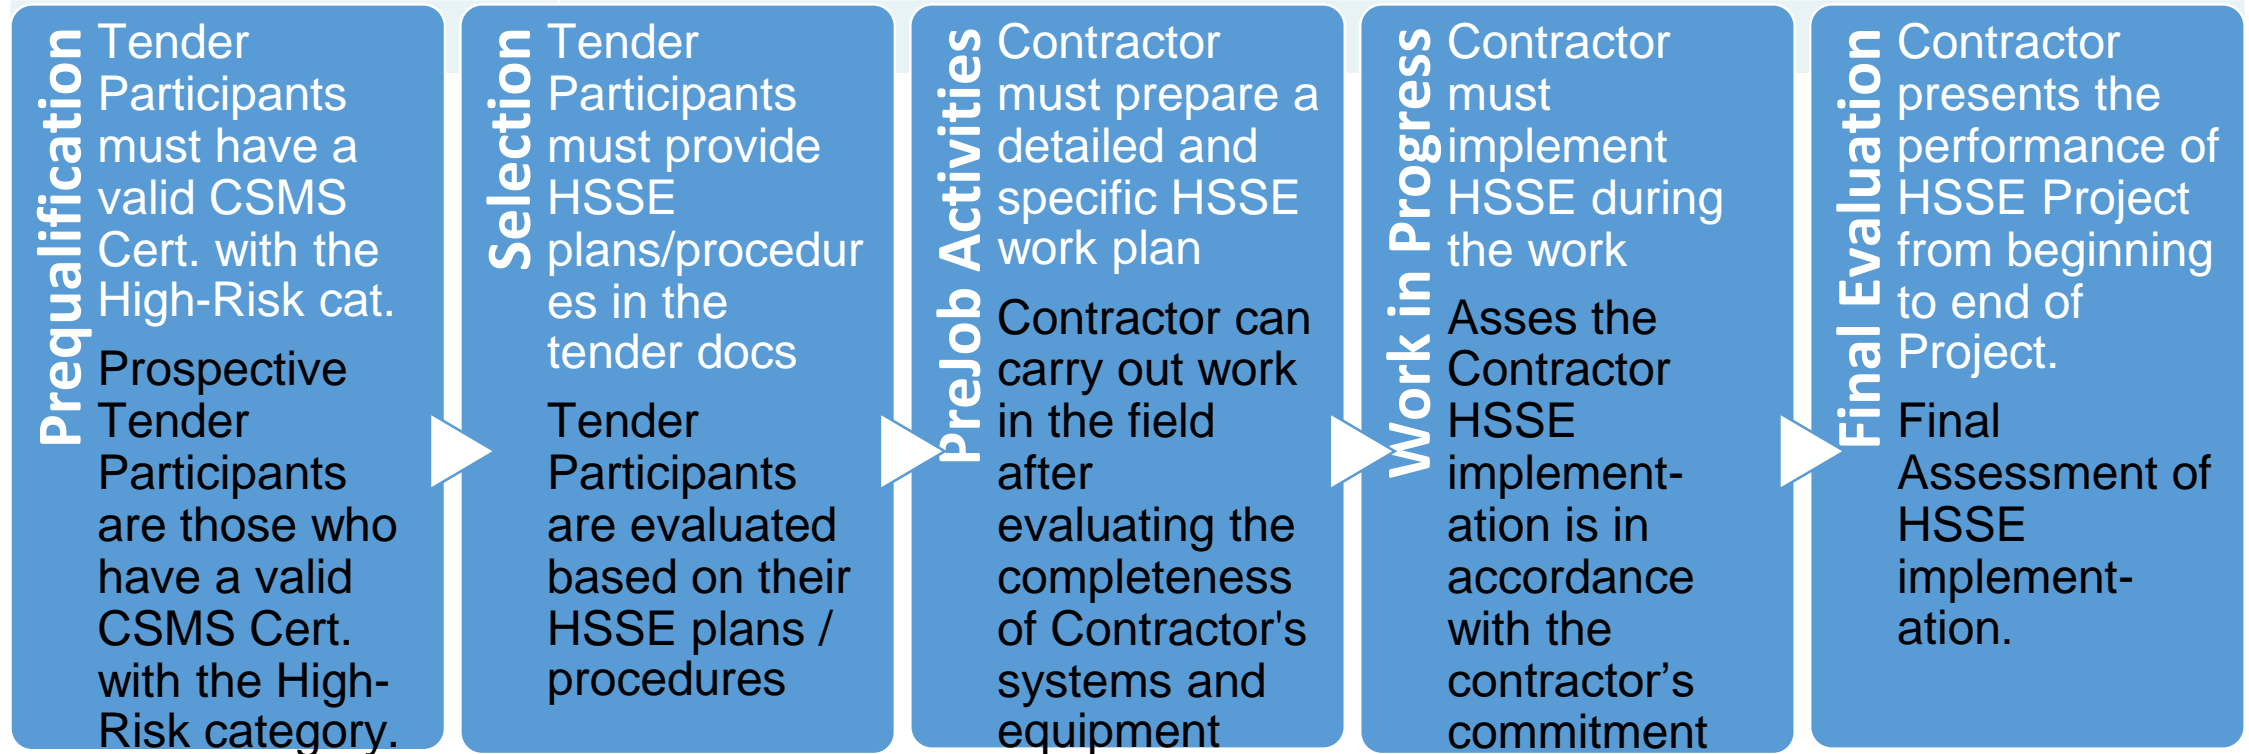 Prequalification
Tender
Participants
must have a
valid CSMS
Cert. with the
High-Risk cat.
Prospective
Tender
Participants
are those who
have a valid
CSMS Cert.
with the High-
Risk category.
Selection
Tender
Participants
must provide
HSSE
plans/procedur
es in the
tender docs
Tender
Participants
are evaluated
based on their
HSSE plans /
procedures
PreJob Activities
Contractor
must prepare a
detailed and
specific HSSE
work plan
Contractor can
carry out work
in the field
after
evaluating the
completeness
of Contractor's
systems and
equipment
Work in Progress
Contractor
must
implement
HSSE during
the work
Asses the
Contractor
HSSE
implement-
ation is in
accordance
with the
contractor’s
commitment
Final Evaluation
Contractor
presents the
performance of
HSSE Project
from beginning
to end of
Project.
Final
Assessment of
HSSE
implement-
ation.